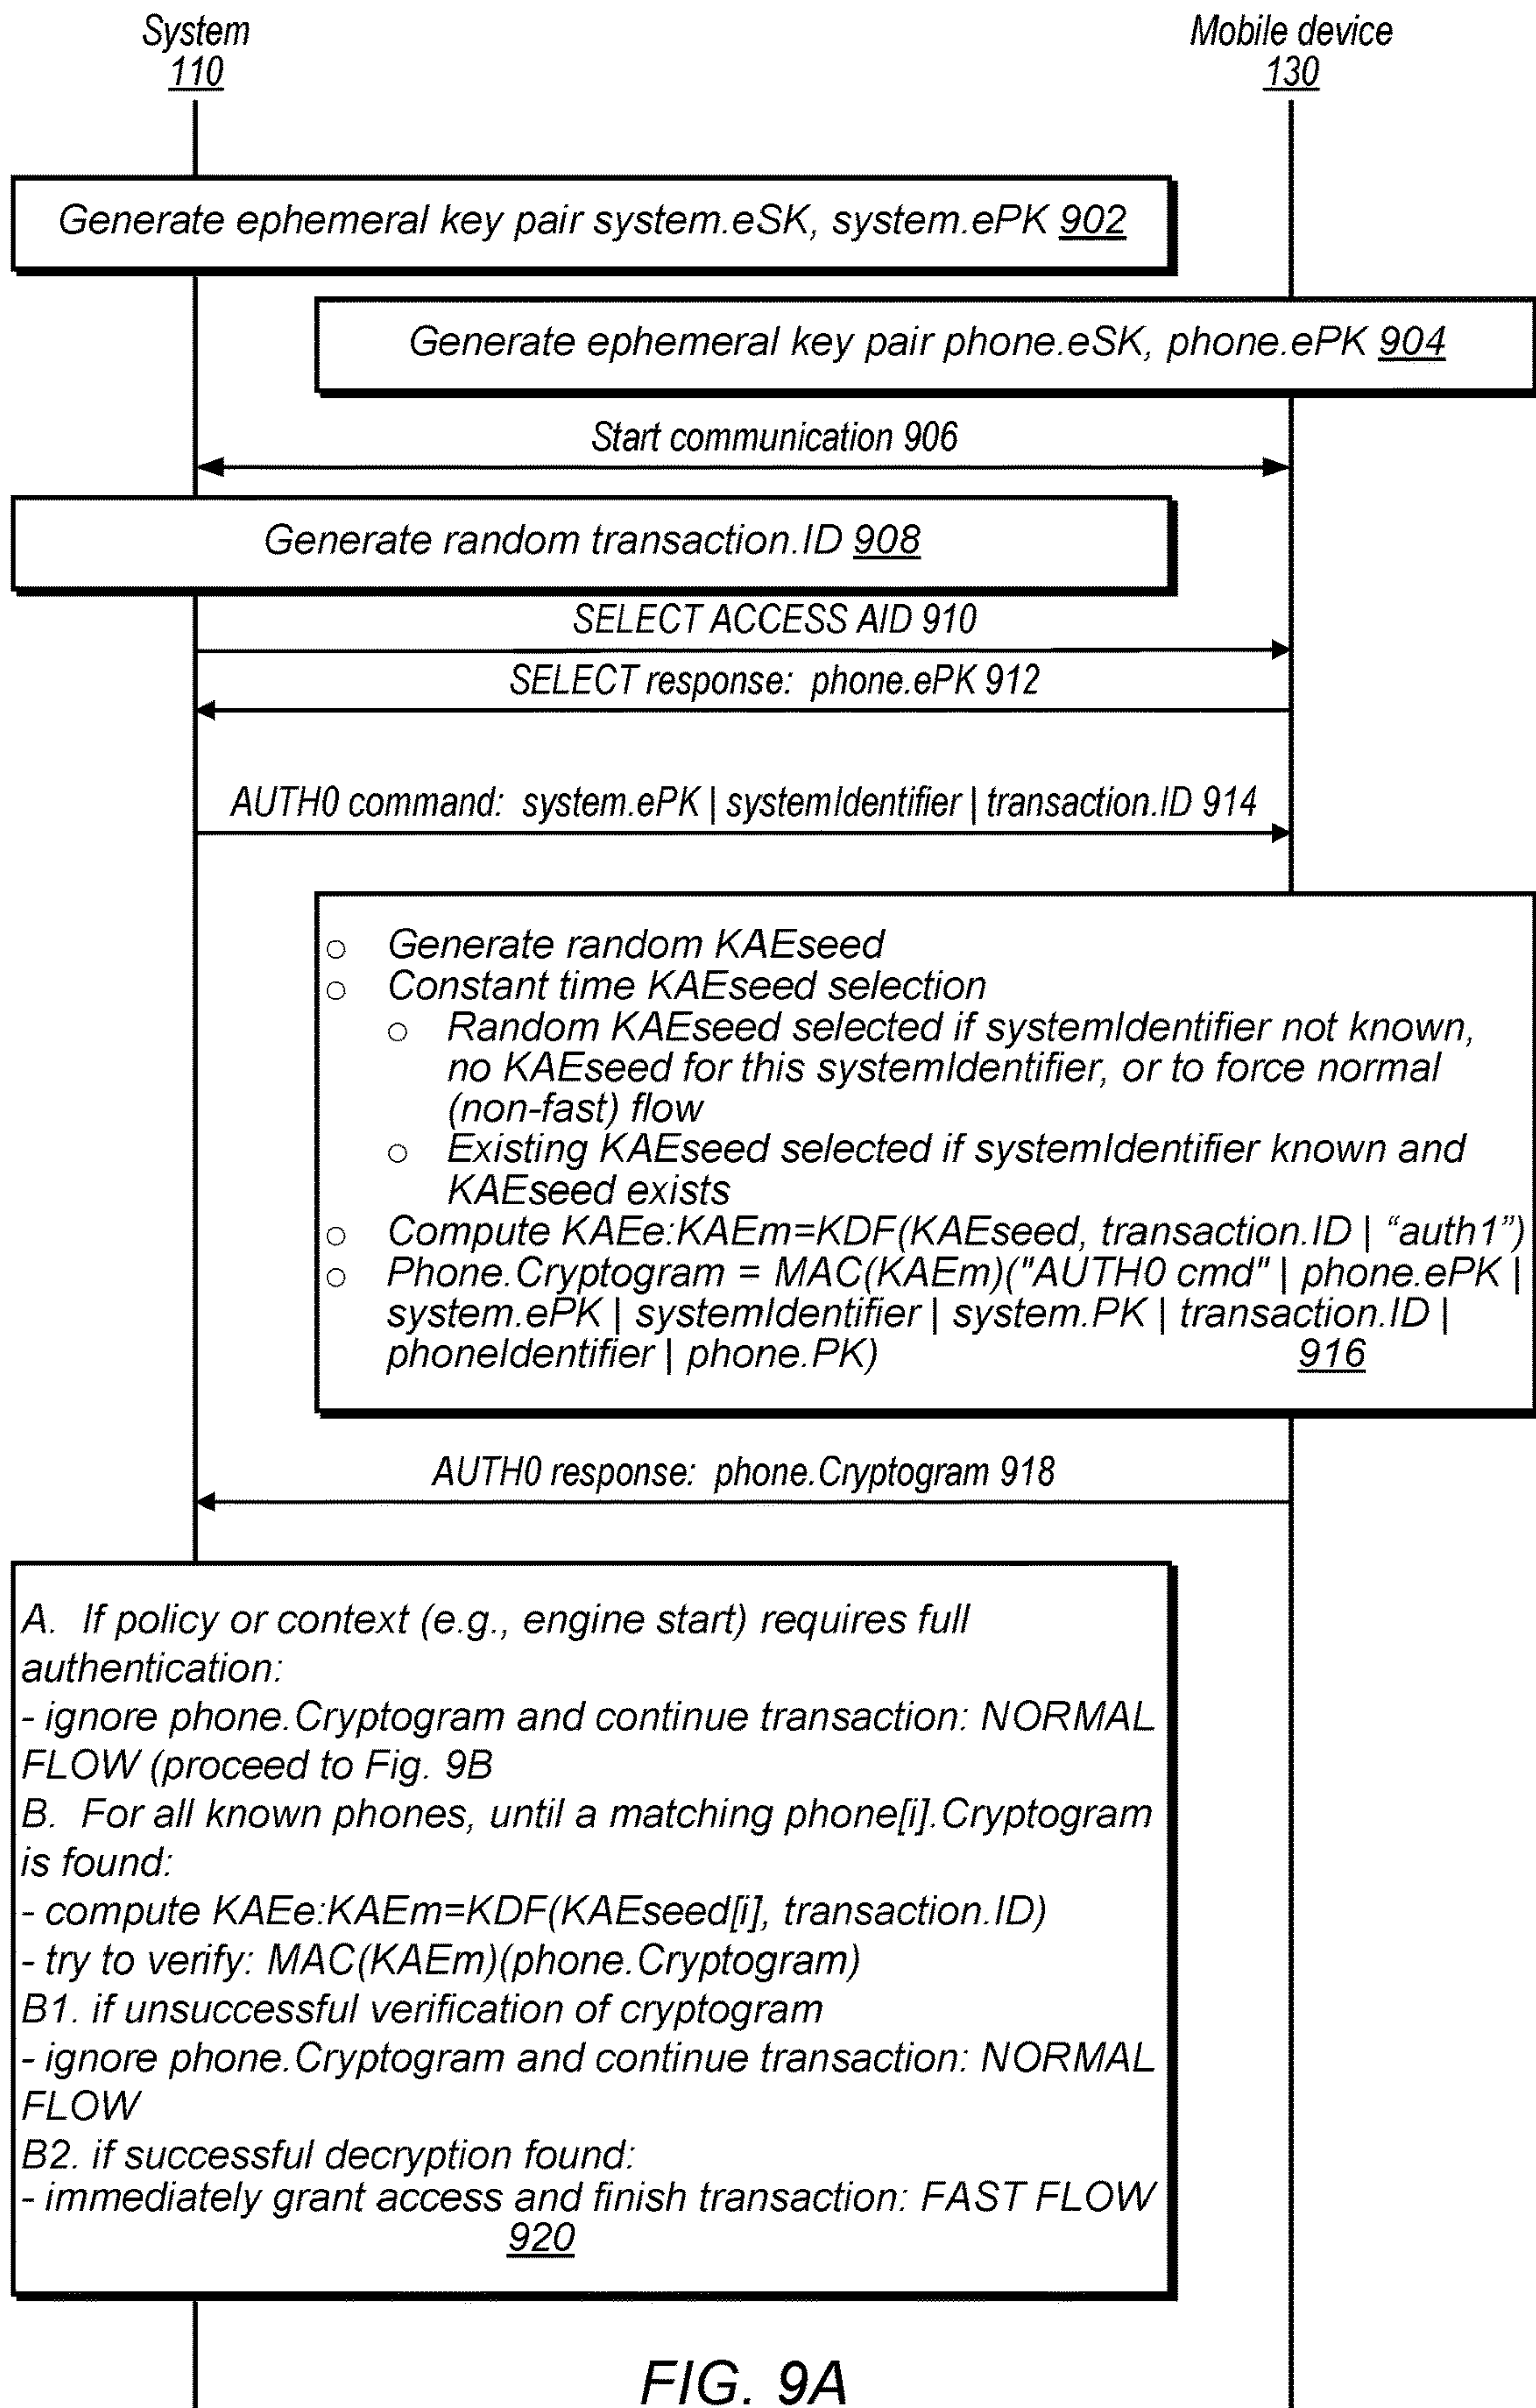 System
110
Mobile device
130
Generate ephemeral key pair system.eSK, system.ePK 902
Generate ephemeral key pair phone.eSK, phone.ePK 904
Start communication 906
Generate random transaction.ID 908
SELECT ACCESS AID 910
SELECT response: phone.ePK 912
AUTH0 command: system.ePK | systemIdentifier | transaction.ID 914
○ Generate random KAEseed
○ Constant time KAEseed selection
○ Random KAEseed selected if systemIdentifier not known,
no KAEseed for this systemIdentifier, or to force normal
(non-fast) flow
○ Existing KAEseed selected if systemIdentifier known and
KAEseed exists
○ Compute KAEe:KAEm=KDF(KAEseed, transaction.ID | “auth1”)
○ Phone.Cryptogram = MAC(KAEm)("AUTH0 cmd" | phone.ePK |
system.ePK | systemIdentifier | system.PK | transaction.ID |
phoneIdentifier | phone.PK) 916
AUTH0 response: phone.Cryptogram 918
A. If policy or context (e.g., engine start) requires full
authentication:
- ignore phone.Cryptogram and continue transaction: NORMAL
FLOW (proceed to Fig. 9B
B. For all known phones, until a matching phone[i].Cryptogram
is found:
- compute KAEe:KAEm=KDF(KAEseed[i], transaction.ID)
- try to verify: MAC(KAEm)(phone.Cryptogram)
B1. if unsuccessful verification of cryptogram
- ignore phone.Cryptogram and continue transaction: NORMAL
FLOW
B2. if successful decryption found:
- immediately grant access and finish transaction: FAST FLOW
920
FIG. 9A